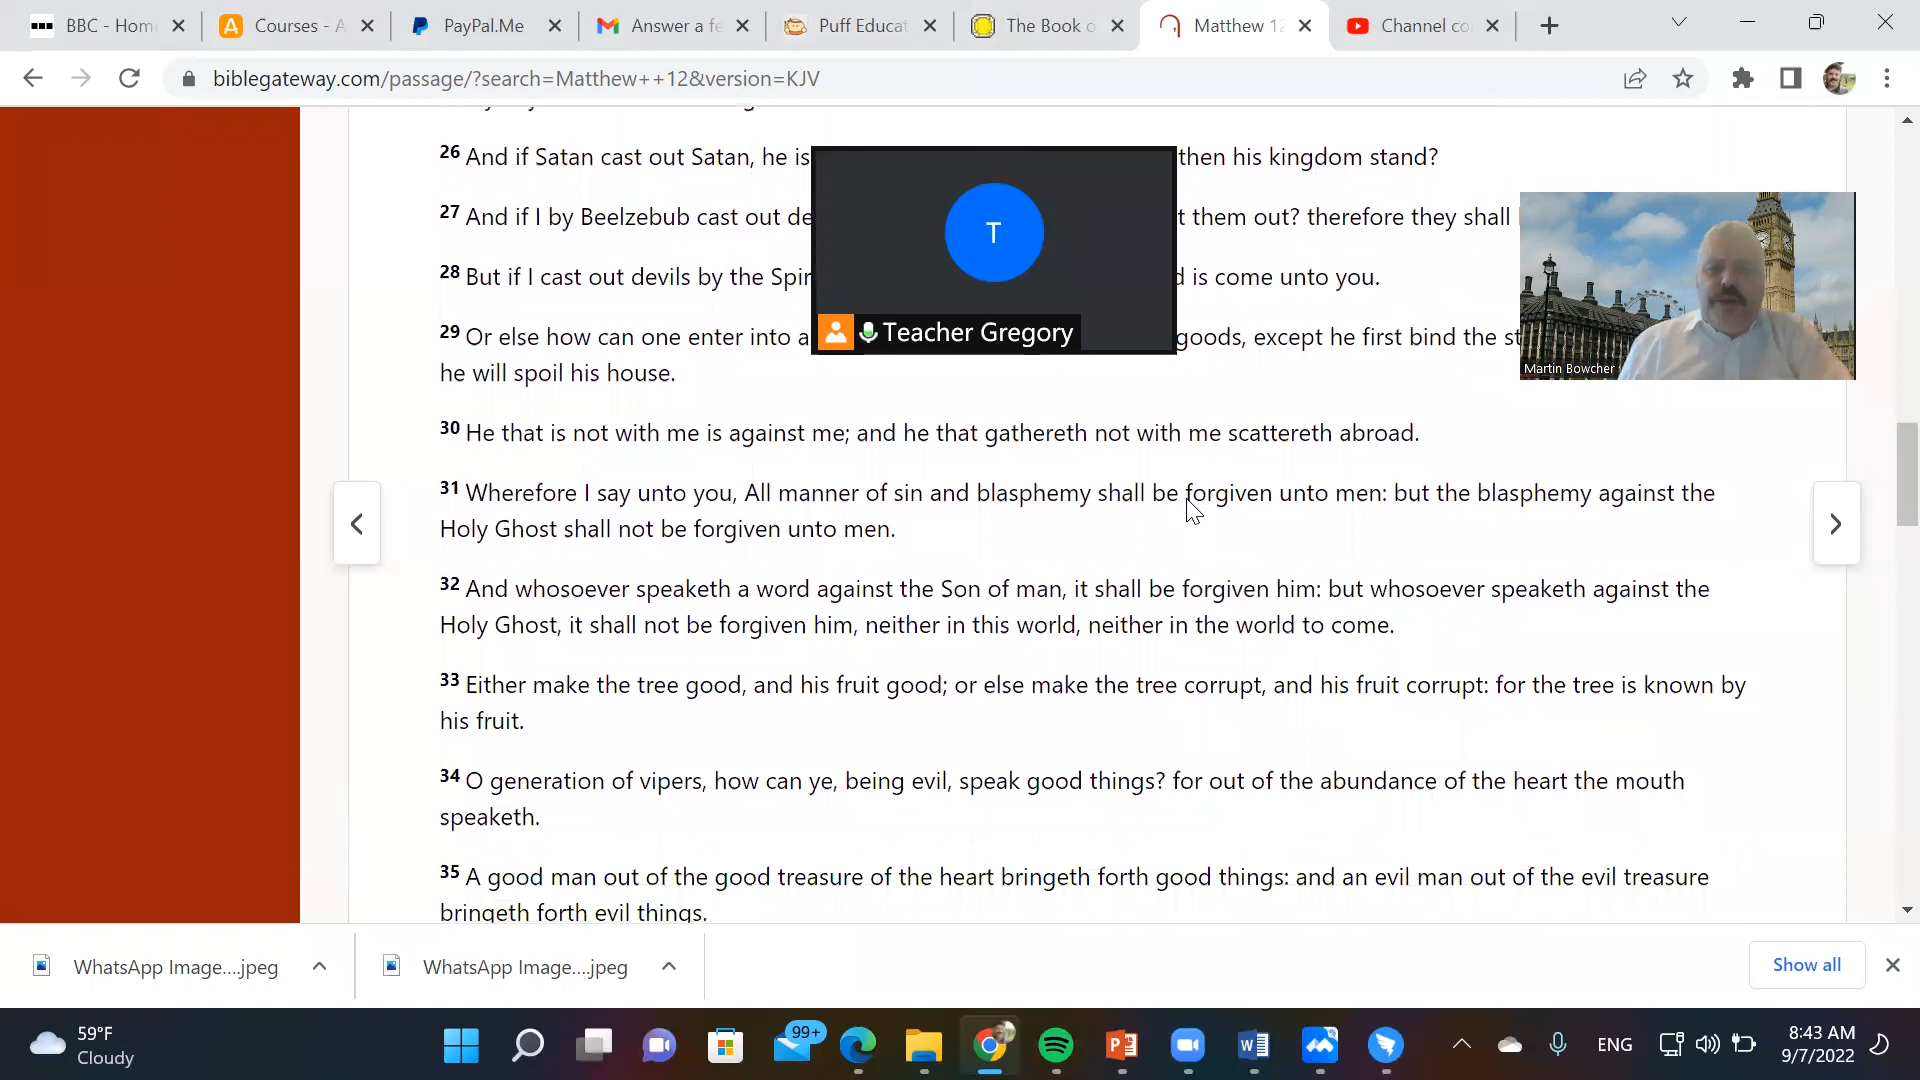 BBC - Hom
Courses - A
PayPal.Me
Answer a fe
Puff Educat
The Book o
Matthew 12
Channel co
biblegateway.com/passage/?search=Matthew++12&version=KJV
26 And if Satan cast out Satan, he is then his kingdom stand?
27 And if I by Beelzebub cast out de t them out? therefore they shall
28 But if I cast out devils by the Spir d is come unto you.
29 Or else how can one enter into a goods, except he first bind the st
he will spoil his house.
T
Teacher Gregory
Martin Bowcher
30 He that is not with me is against me; and he that gathereth not with me scattereth abroad.
31 Wherefore I say unto you, All manner of sin and blasphemy shall be forgiven unto men: but the blasphemy against the
Holy Ghost shall not be forgiven unto men.
32 And whosoever speaketh a word against the Son of man, it shall be forgiven him: but whosoever speaketh against the
Holy Ghost, it shall not be forgiven him, neither in this world, neither in the world to come.
33 Either make the tree good, and his fruit good; or else make the tree corrupt, and his fruit corrupt: for the tree is known by
his fruit.
34 O generation of vipers, how can ye, being evil, speak good things? for out of the abundance of the heart the mouth
speaketh.
35 A good man out of the good treasure of the heart bringeth forth good things: and an evil man out of the evil treasure
bringeth forth evil things.
WhatsApp Image....jpeg
WhatsApp Image....jpeg
Show all
59°F
Cloudy
99+
ENG
8:43 AM
9/7/2022